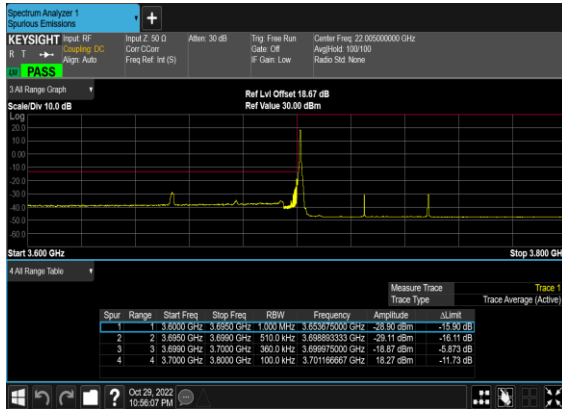 Spectrum Analyzer 1
Spurious Emissions
KEYSIGHT Input: RF Input Z: 50 Ω Atten: 30 dB Trig: Free Run Center Freq: 22.005000000 GHz
R T Coupling: DC Corr CCorr Gate: Off Avg|Hold: 100/100
Align: Auto Freq Ref: Int (S) IF Gain: Low Radio Std: None
PASS
3 All Range Graph
Ref Lvl Offset 18.67 dB
Scale/Div 10.0 dB Ref Value 30.00 dBm
Log
20.0
10.0
0.00
-10.0
-20.0
-30.0
-40.0
-50.0
-60.0
Start 3.600 GHz Stop 3.800 GH
4 All Range Table
Measure Trace Trace 1
Trace Type Trace Average (Active)
Spur Range Start Freq Stop Freq RBW Frequency Amplitude ΔLimit
1 1 3.6000 GHz 3.6950 GHz 1.000 MHz 3.653675000 GHz -28.90 dBm -15.90 dB
2 2 3.6950 GHz 3.6990 GHz 510.0 kHz 3.698893333 GHz -29.11 dBm -16.11 dB
3 3 3.6990 GHz 3.7000 GHz 360.0 kHz 3.699975000 GHz -18.87 dBm -5.873 dB
4 4 3.7000 GHz 3.8000 GHz 100.0 kHz 3.701166667 GHz 18.27 dBm -11.73 dB
Oct 29, 2022
10:56:07 PM